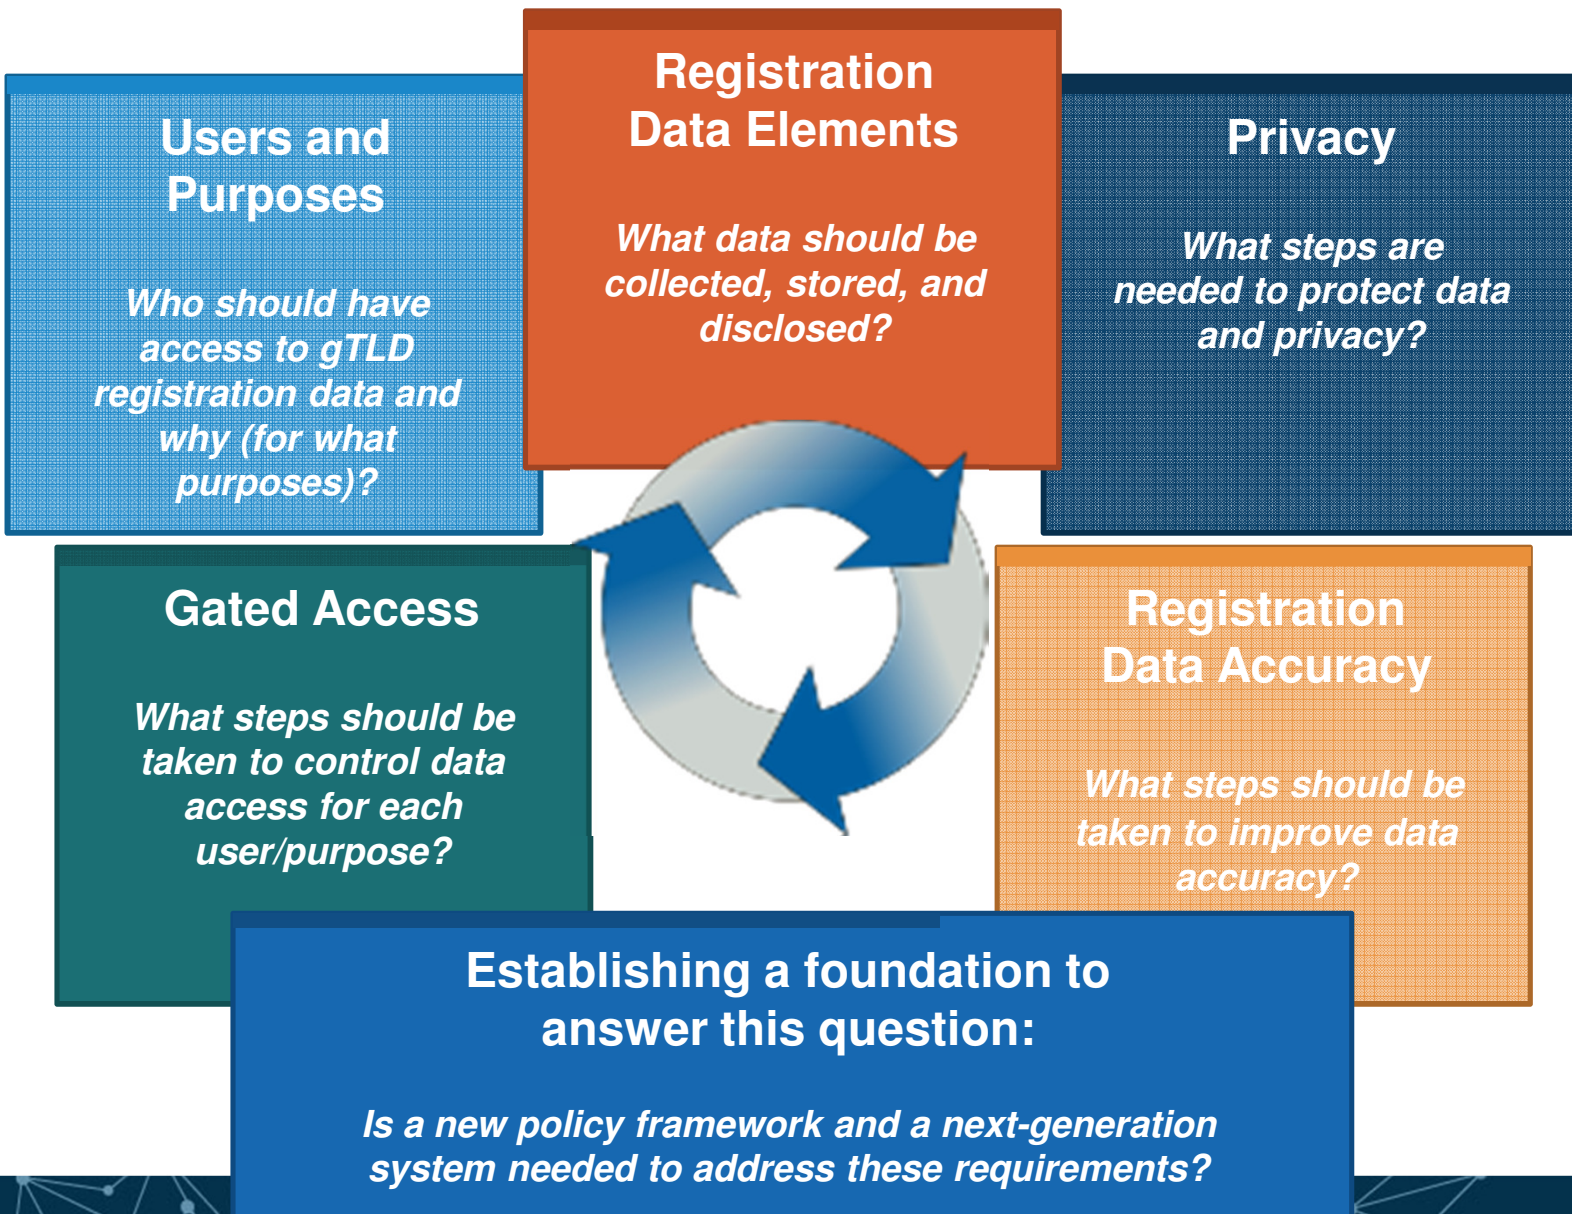 Users and
Purposes
Who should have
access to gTLD
registration data and
why (for what
purposes)?
Registration
Data Elements
What data should be
collected, stored, and
disclosed?
Privacy
What steps are
needed to protect data
and privacy?
Gated Access
What steps should be
taken to control data
access for each
user/purpose?
Registration
Data Accuracy
What steps should be
taken to improve data
accuracy?
Establishing a foundation to
answer this question:
Is a new policy framework and a next-generation
system needed to address these requirements?